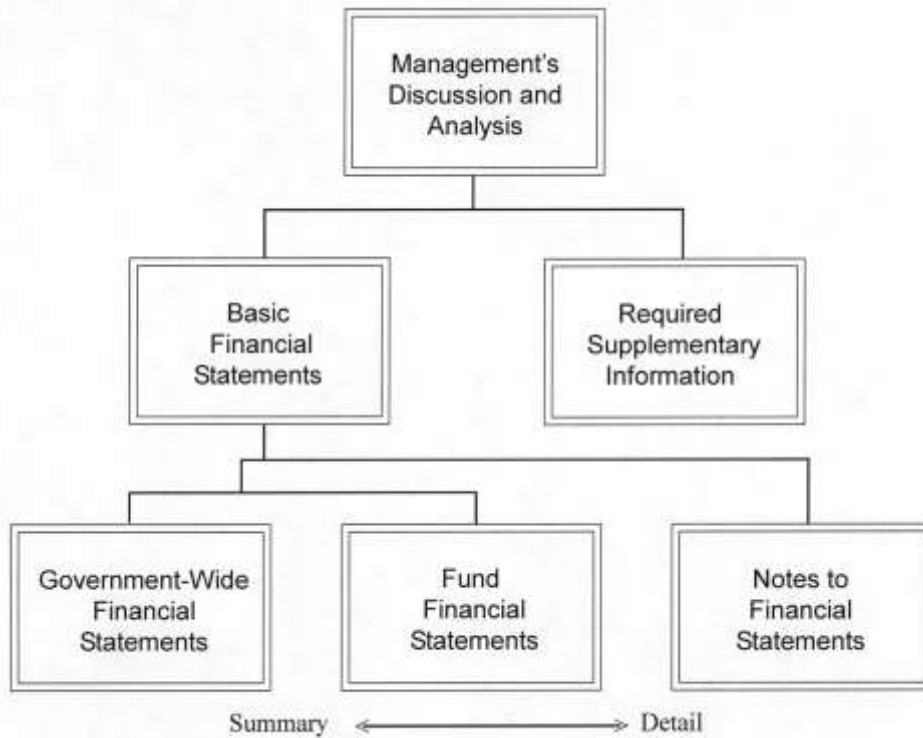 Management's
Discussion and
Analysis
Basic
Financial
Statements
Required
Supplementary
Information
Government-Wide
Financial
Statements
Fund
Financial
Statements
Notes to
Financial
Statements
Summary
Detail